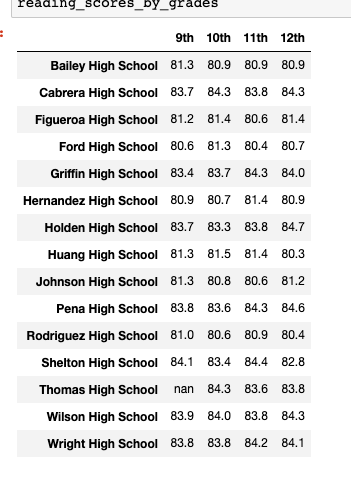 reading_scores_by_grades
9th 10th 11th 12th
Bailey High School 81.3 80.9 80.9 80.9
Cabrera High School 83.7 84.3 83.8 84.3
Figueroa High School 81.2 81.4 80.6 81.4
Ford High School 80.6 81.3 80.4 80.7
Griffin High School 83.4 83.7 84.3 84.0
Hernandez High School 80.9 80.7 81.4 80.9
Holden High School 83.7 83.3 83.8 84.7
Huang High School 81.3 81.5 81.4 80.3
Johnson High School 81.3 80.8 80.6 81.2
Pena High School 83.8 83.6 84.3 84.6
Rodriguez High School 81.0 80.6 80.9 80.4
Shelton High School 84.1 83.4 84.4 82.8
Thomas High School nan 84.3 83.6 83.8
Wilson High School 83.9 84.0 83.8 84.3
Wright High School 83.8 83.8 84.2 84.1